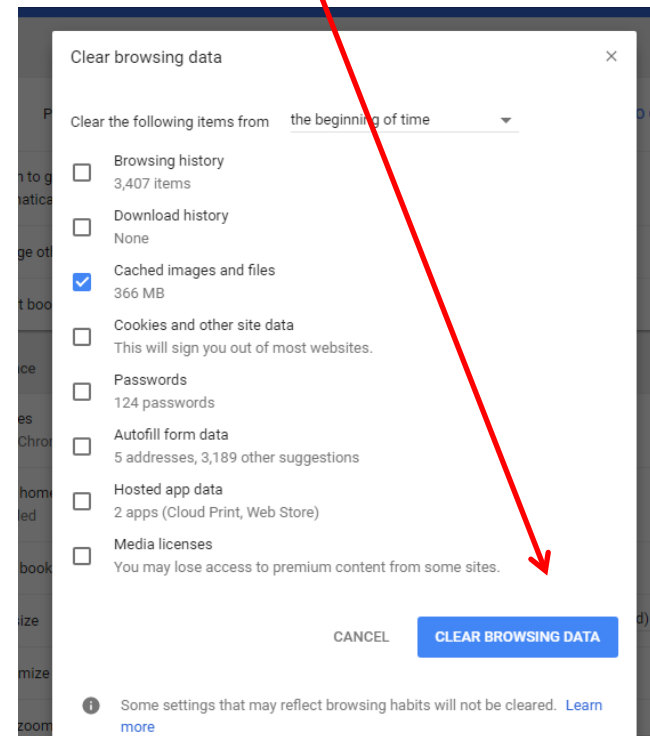 Clear browsing data
Clear the following items from the beginning of time
Browsing history
3,407 items
Download history
None
Cached images and files
366 MB
Cookies and other site data
This will sign you out of most websites.
Passwords
124 passwords
Autofill form data
5 addresses, 3,189 other suggestions
Hosted app data
2 apps (Cloud Print, Web Store)
Media licenses
You may lose access to premium content from some sites.
CANCEL CLEAR BROWSING DATA
Some settings that may reflect browsing habits will not be cleared. Learn
more